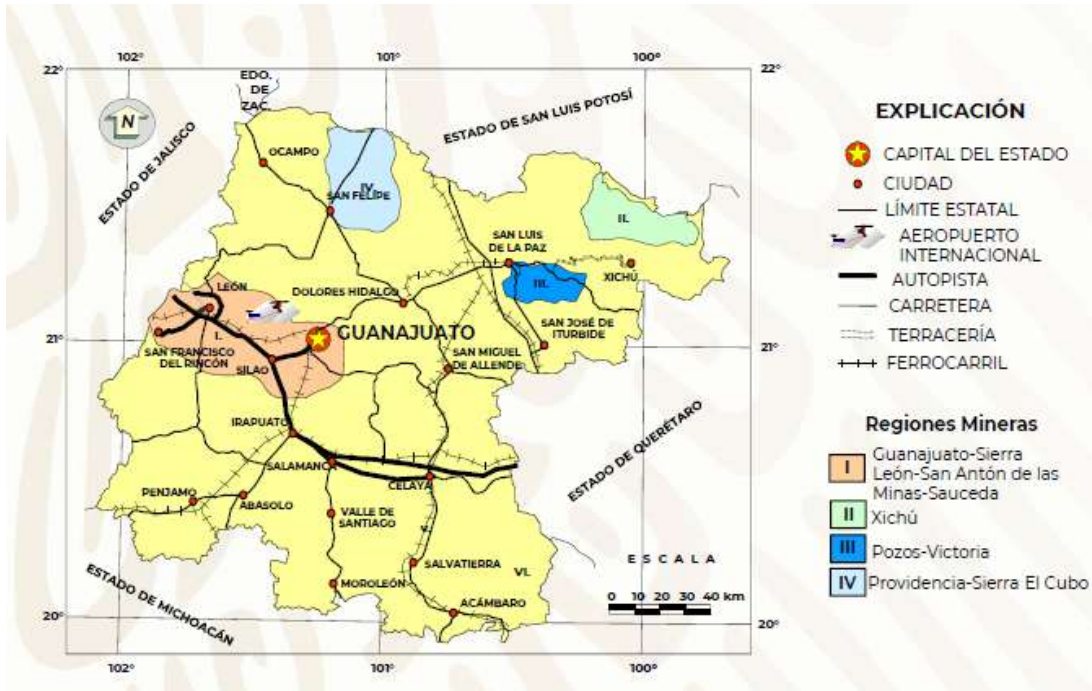 102°
101°
100°
22°
22°
EDO.
DE
ZAC.
ESTADO DE SAN LUIS POTOSÍ
N
ESTADO DE JALISCO
OCAMPO
IV.
SAN FELIPE
II.
SAN LUIS
DE LA PAZ
XICHÚ
III.
LEÓN
DOLORES HIDALGO
I.
GUANAJUATO
SAN JOSÉ DE
ITURBIDE
21°
21°
SAN FRANCISCO
DEL RINCÓN
SILAO
SAN MIGUEL
DE ALLENDE
IRAPUATO
ESTADO DE QUERÉTARO
SALAMANCA
CELAYA
PENJAMO
ABASOLO
VALLE DE
SANTIAGO
V.
SALVATIERRA
VI.
ESCALA
0 10 20 30 40 km
MOROLEÓN
ACÁMBARO
ESTADO DE MICHOACÁN
20°
20°
102°
101°
100°
EXPLICACIÓN
CAPITAL DEL ESTADO
CIUDAD
LÍMITE ESTATAL
AEROPUERTO
INTERNACIONAL
AUTOPISTA
CARRETERA
TERRACERÍA
FERROCARRIL
Regiones Mineras
I Guanajuato-Sierra
León-San Antón de las
Minas-Sauceda
II Xichú
III Pozos-Victoria
IV Providencia-Sierra El Cubo